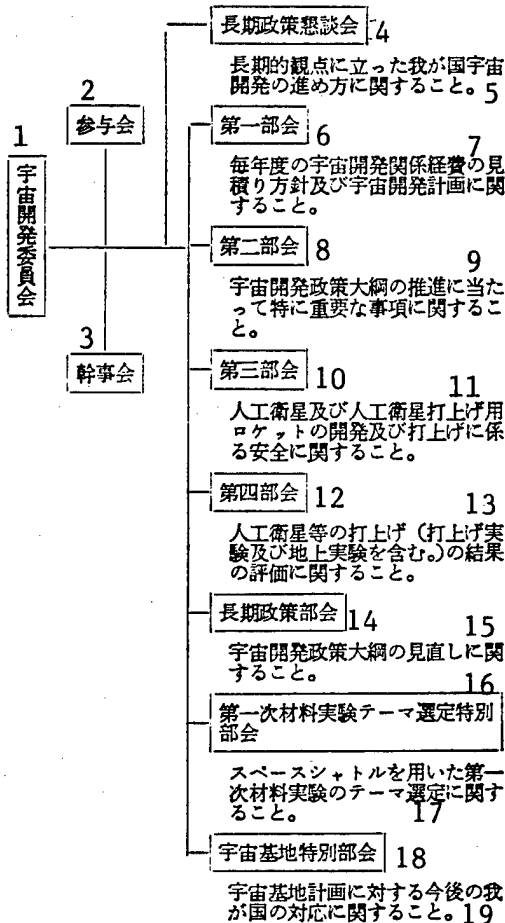 長期政策懇談会 4
長期的観点に立った我が国宇宙
開発の進め方に関すること。 5
2
参与会
1
宇宙開発委員会
3
幹事会
第一部会 6
7
毎年度の宇宙開発関係経費の見
積り方針及び宇宙開発計画に関
すること。
第二部会 8
9
宇宙開発政策大綱の推進に当た
って特に重要な事項に関するこ
と。
第三部会 10
11
人工衛星及び人工衛星打上げ用
ロケットの開発及び打上げに係
る安全に関すること。
第四部会 12
13
人工衛星等の打上げ(打上げ実
験及び地上実験を含む。)の結果
の評価に関すること。
長期政策部会 14
15
宇宙開発政策大綱の見直しに関
すること。
16
第一次材料実験テーマ選定特別
部会
スペースシャトルを用いた第一
次材料実験のテーマ選定に関す
ること。 17
宇宙基地特別部会 18
宇宙基地計画に対する今後の我
が国の対応に関すること。 19